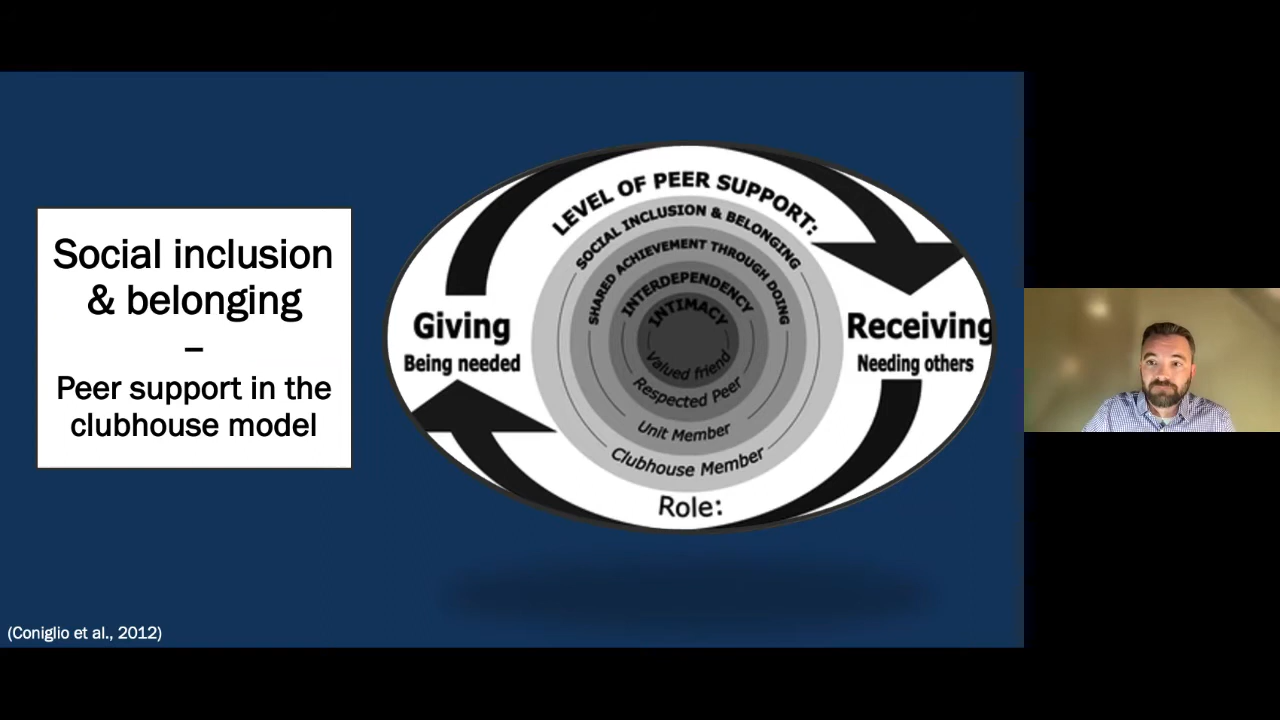 Social inclusion
& belonging
–
Peer support in the
clubhouse model
LEVEL OF PEER SUPPORT:
SOCIAL INCLUSION & BELONGING
SHARED ACHIEVEMENT THROUGH DOING
INTERDEPENDENCY
INTIMACY
Giving
Being needed
Receiving
Needing others
Valued friend
Respected Peer
Unit Member
Clubhouse Member
Role:
(Coniglio et al., 2012)